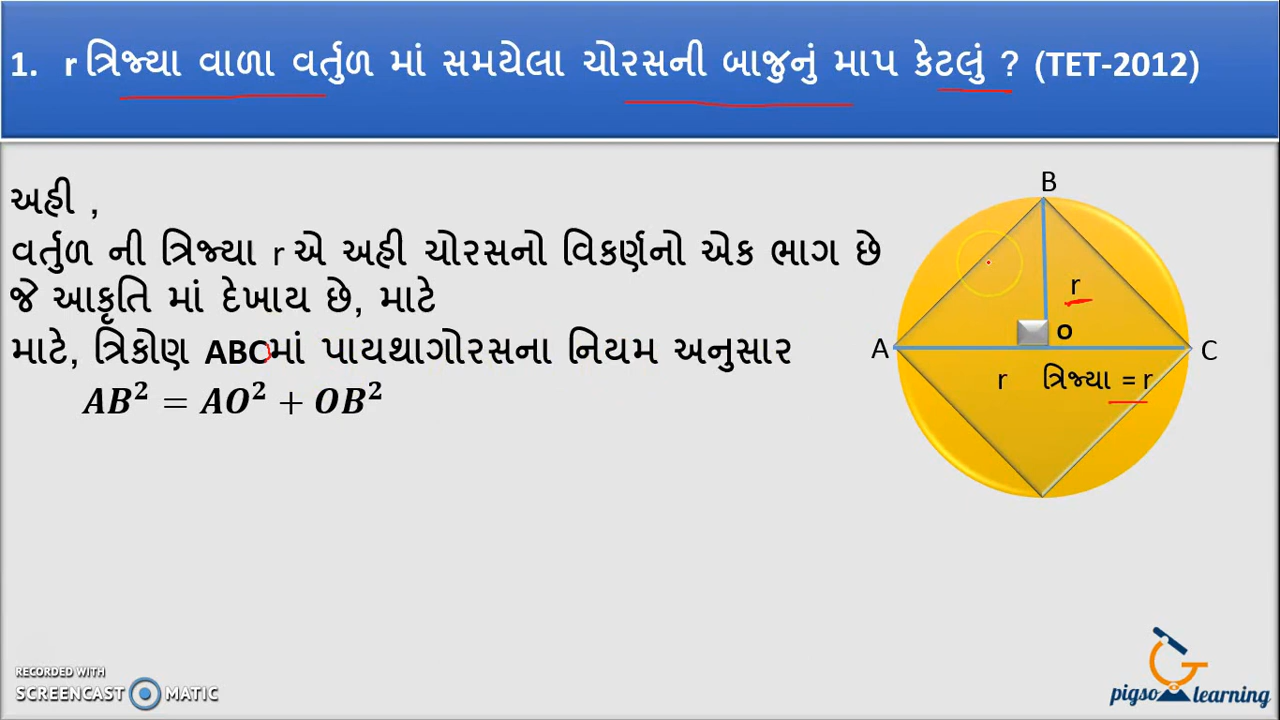 1. r ત્રિજ્યા વાળા વર્તુળ માં સમયેલા ચોરસની બાજુનું માપ કેટલું ? (TET-2012)
અહી ,
વર્તુળ ની ત્રિજ્યા r એ અહી ચોરસનો વિકર્ણનો એક ભાગ છે
જે આકૃતિ માં દેખાય છે, માટે
માટે, ત્રિકોણ ABOમાં પાયથાગોરસના નિયમ અનુસાર
AB² = AO² + OB²
B
r
O
A
C
r ત્રિજ્યા = r
RECORDED WITH
SCREENCAST MATIC
pigso learning